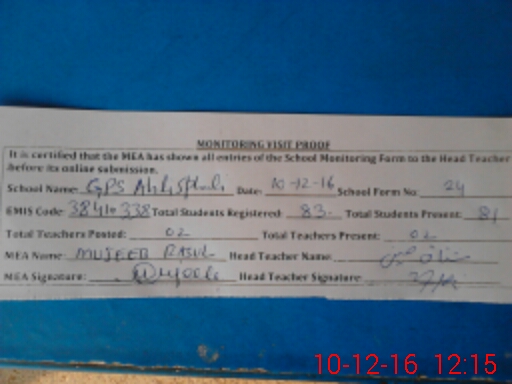 MONITORING VISIT PROOF
It is certified that the MEA has shown all entries of the School Monitoring Form to the Head Teacher
before its online submission.
School Name: GPS Date: 10-12-16 School Form No: 24
EMIS Code: 38410338 Total Students Registered: 83 Total Students Present: 81
Total Teachers Posted: 02 Total Teachers Present: 02
MEA Name: MUJEEB RASUL Head Teacher Name:
MEA Signature: Head Teacher Signature:
10-12-16 12:15